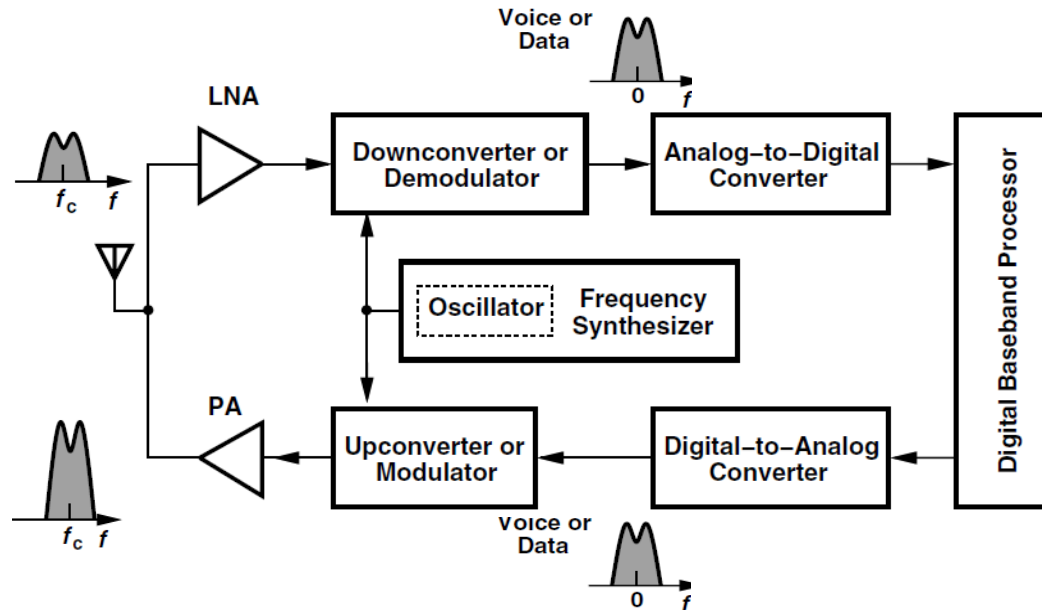 Voice or
Data
0
f
LNA
f c
f
Downconverter or
Demodulator
Analog–to–Digital
Converter
Digital Baseband Processor
Oscillator
Frequency
Synthesizer
PA
Upconverter or
Modulator
Digital–to–Analog
Converter
f c
f
Voice or
Data
0
f